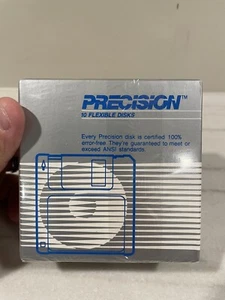 PRECISION™
10 FLEXIBLE DISKS
Every Precision disk is certified 100%
error-free. They're guaranteed to meet or
exceed ANSI standards.